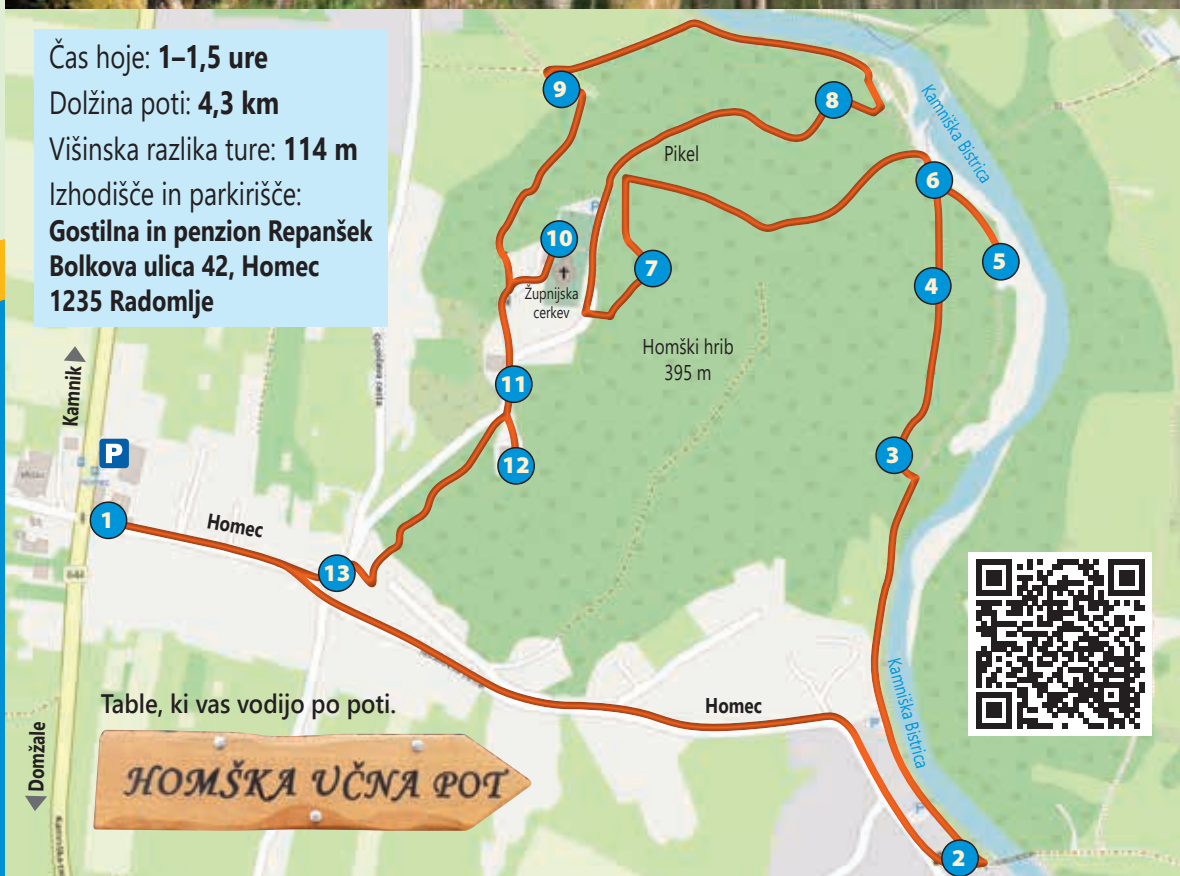 Čas hoje: 1–1,5 ure
Dolžina poti: 4,3 km
Višinska razlika ture: 114 m
Izhodišče in parkirišče:
Gostilna in penzion Repanšek
Bolkova ulica 42, Homec
1235 Radomlje
9
8
Kamniška Bistrica
Pikel
6
P
10
5
7
4
Župnijska
cerkev
Homški hrib
395 m
Kamnik
11
P
3
12
1
Homec
13
644
Kamniška Bistrica
Homec
P
P
Table, ki vas vodijo po poti.
Domžale
HOMŠKA UČNA POT
2